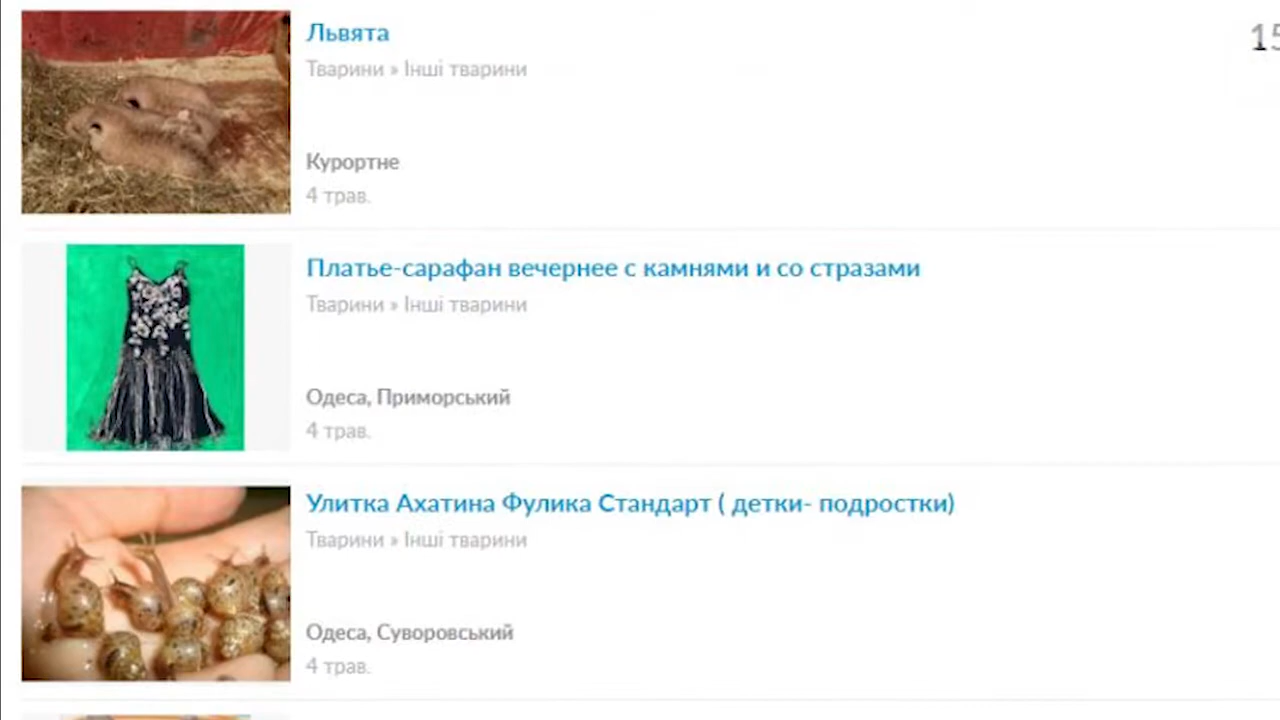 Львята
15
Тварини » Інші тварини
Курортне
4 трав.
Платье-сарафан вечернее с камнями и со стразами
Тварини » Інші тварини
Одеса, Приморський
4 трав.
Улитка Ахатина Фулика Стандарт ( детки- подростки)
Тварини » Інші тварини
Одеса, Суворовський
4 трав.